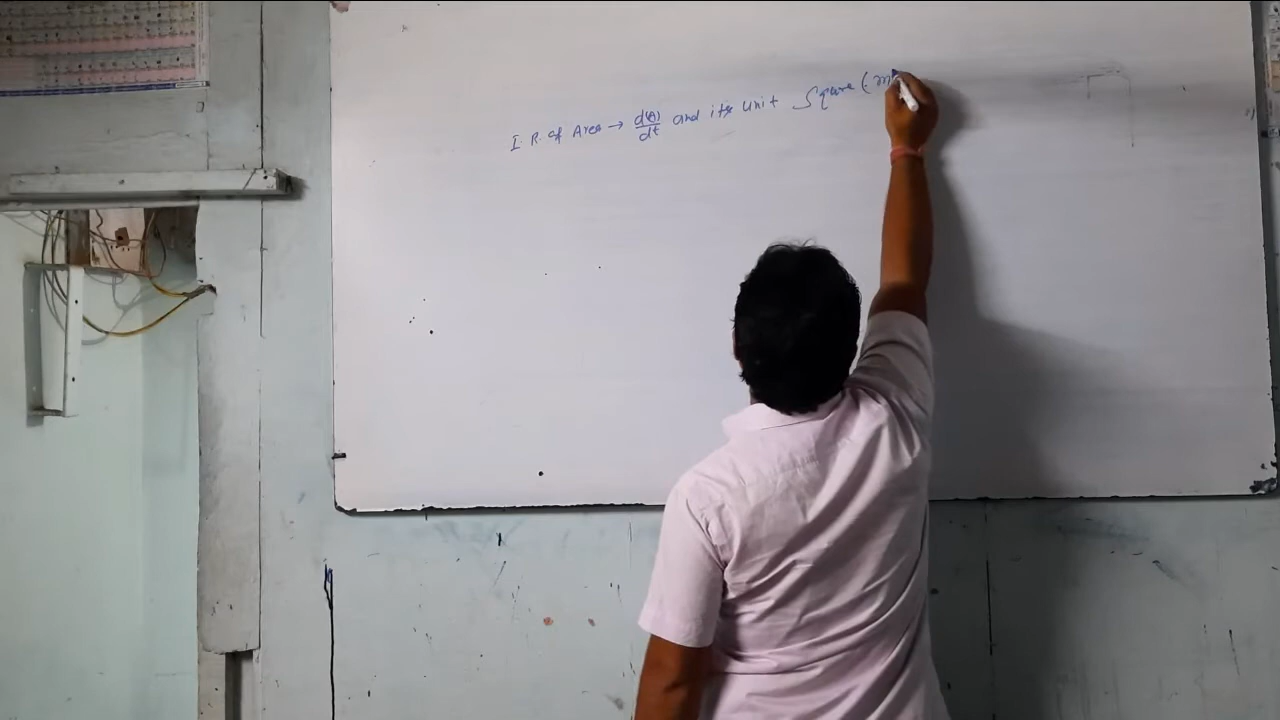 I. R. of Area → d(A)/dt and its unit Square (m